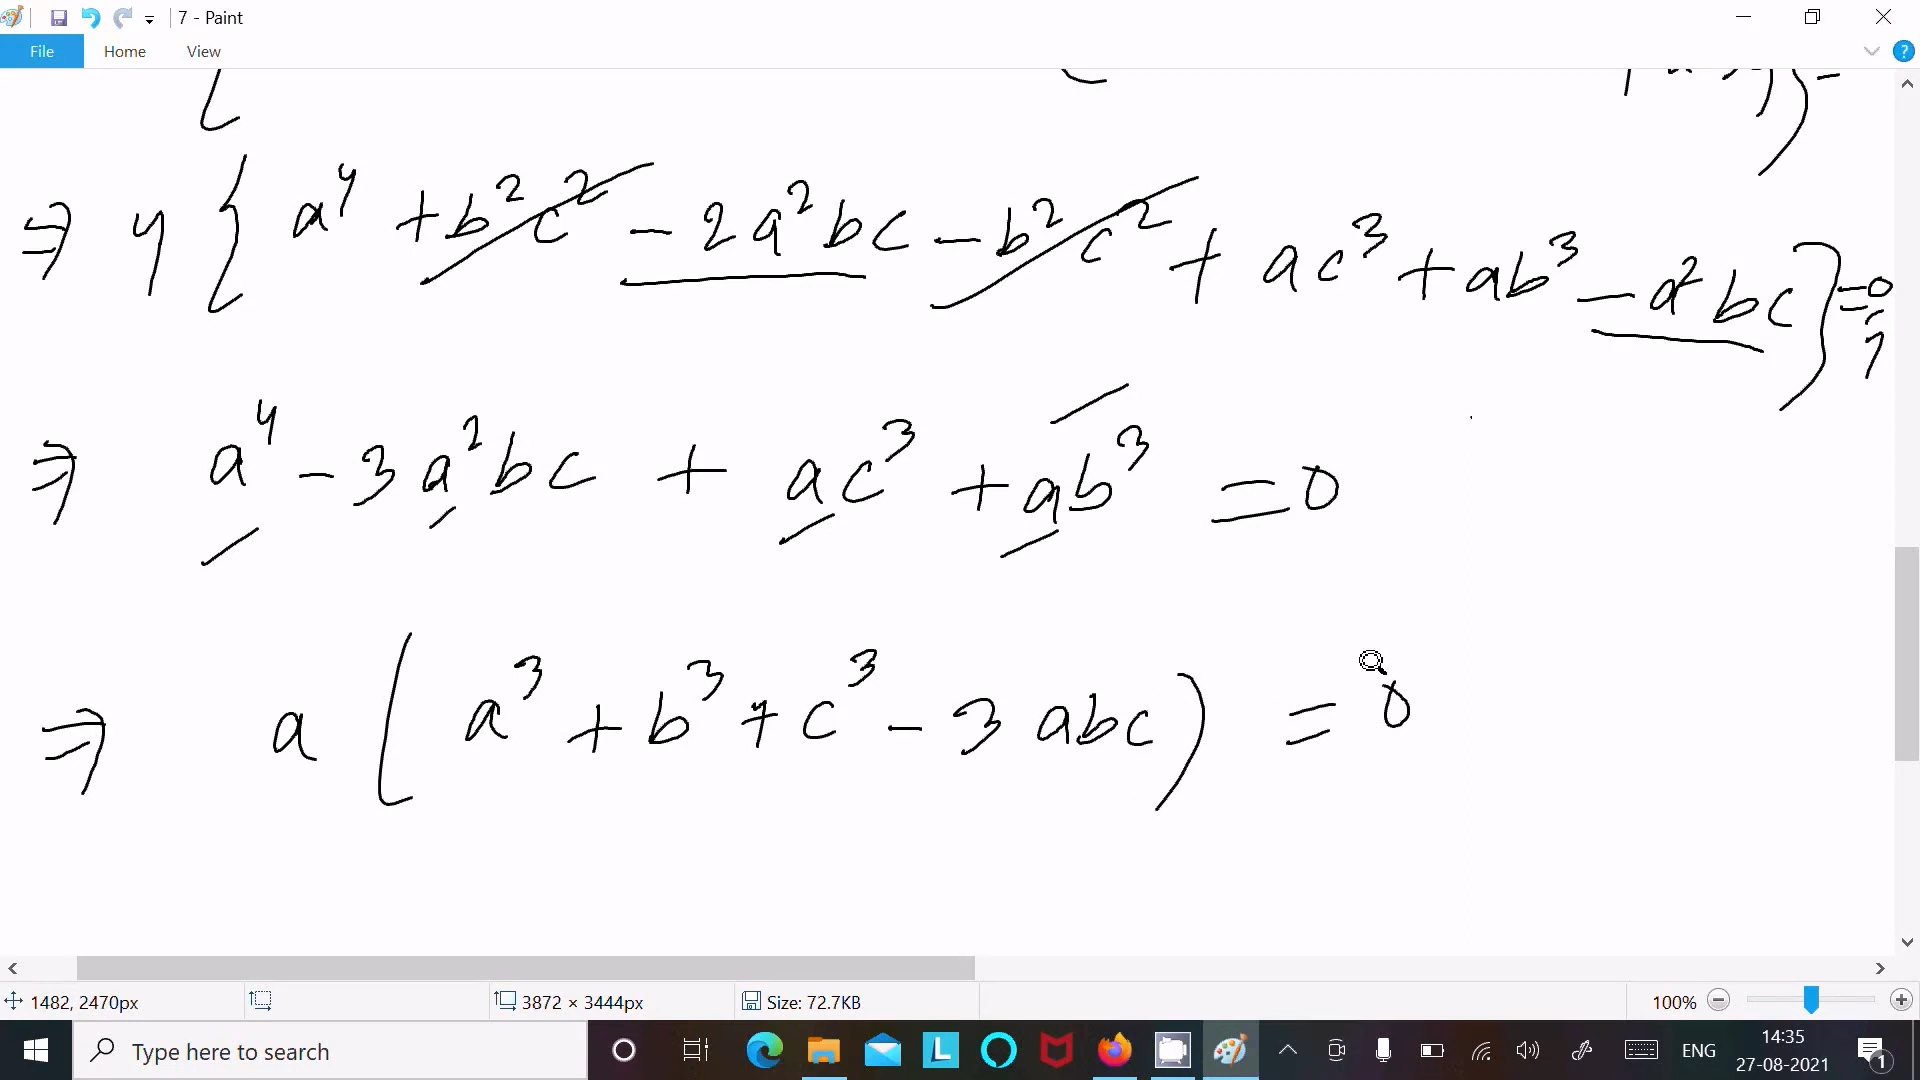 7 - Paint
File Home View
⇒ 4 { a⁴ + b²c² - 2a²bc - b²c² + ac³ + ab³ - a²bc } = 0
⇒ a⁴ - 3a²bc + ac³ + ab³ = 0
⇒ a ( a³ + b³ + c³ - 3abc ) = 0
1482, 2470px 3872 × 3444px Size: 72.7KB 100%
Type here to search ENG 14:35
27-08-2021 1